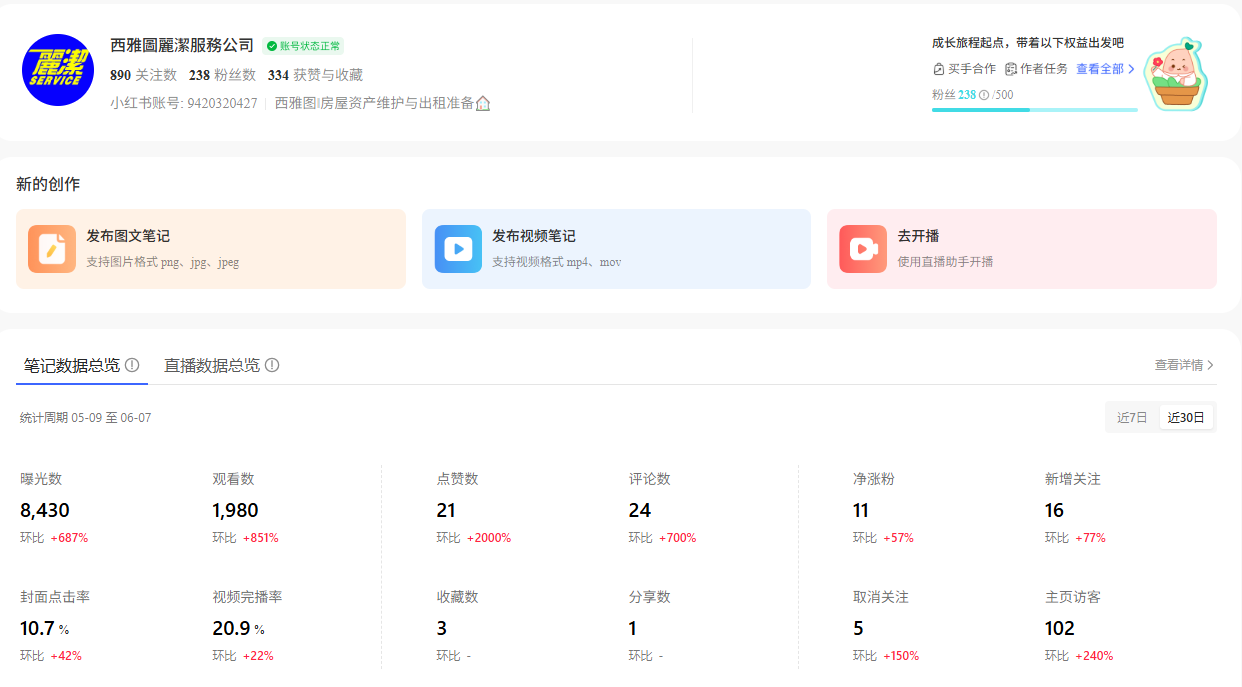 麗潔
SERVICE
西雅圖麗潔服務公司 账号状态正常
890 关注数 238 粉丝数 334 获赞与收藏
小红书账号: 9420320427 西雅图|房屋资产维护与出租准备🏠
成长旅程起点，带着以下权益出发吧
买手合作 作者任务 查看全部
粉丝 238 /500
新的创作
发布图文笔记
支持图片格式 png、jpg、jpeg
发布视频笔记
支持视频格式 mp4、mov
去开播
使用直播助手开播
笔记数据总览 直播数据总览 查看详情
统计周期 05-09 至 06-07 近7日 近30日
曝光数 观看数 点赞数 评论数 净涨粉 新增关注
8,430 1,980 21 24 11 16
环比 +687% 环比 +851% 环比 +2000% 环比 +700% 环比 +57% 环比 +77%
封面点击率 视频完播率 收藏数 分享数 取消关注 主页访客
10.7 % 20.9 % 3 1 5 102
环比 +42% 环比 +22% 环比 - 环比 - 环比 +150% 环比 +240%